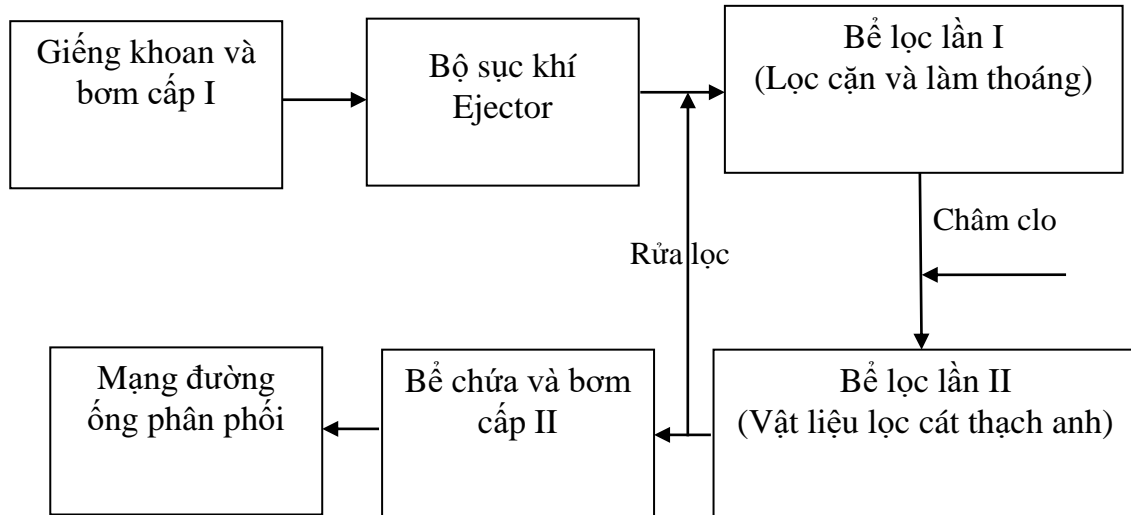 Giếng khoan và
bơm cấp I
Bộ sục khí
Ejector
Bể lọc lần I
(Lọc cặn và làm thoáng)
Châm clo
Rửa lọc
Mạng đường
ống phân phối
Bể chứa và bơm
cấp II
Bể lọc lần II
(Vật liệu lọc cát thạch anh)